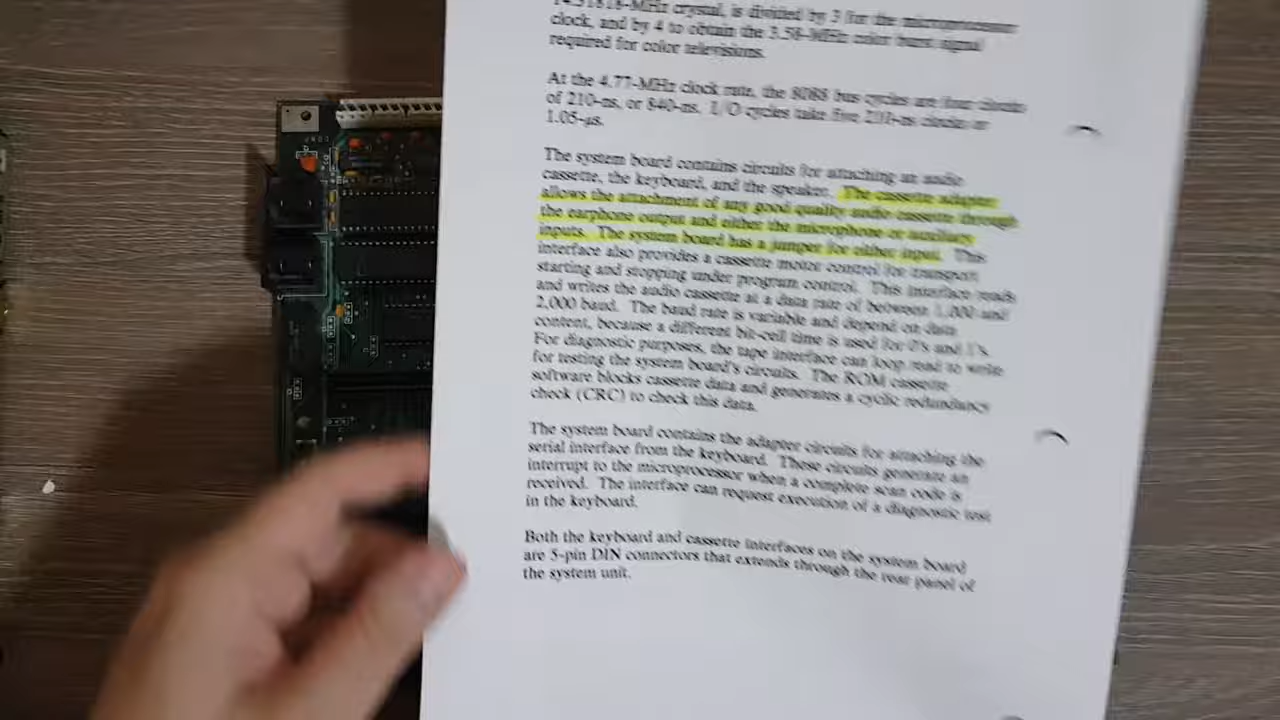 14.31818-MHz crystal, is divided by 3 for the microprocessor
clock, and by 4 to obtain the 3.58-MHz color burst signal
required for color televisions.
At the 4.77-MHz clock rate, the 8088 bus cycles are four clocks
of 210-ns, or 840-ns. I/O cycles take five 210-ns clocks or
1.05-µs.
The system board contains circuits for attaching an audio
cassette, the keyboard, and the speaker. The cassette adapter
allows the attachment of any good quality audio cassette through
the earphone output and either the microphone or auxiliary
inputs. The system board has a jumper for either input. This
interface also provides a cassette motor control for transport
starting and stopping under program control. This interface reads
and writes the audio cassette at a data rate of between 1,000 and
2,000 baud. The baud rate is variable and depend on data
content, because a different bit-cell time is used for 0's and 1's.
For diagnostic purposes, the tape interface can loop read to write
for testing the system board's circuits. The ROM cassette
software blocks cassette data and generates a cyclic redundancy
check (CRC) to check this data.
The system board contains the adapter circuits for attaching the
serial interface from the keyboard. These circuits generate an
interrupt to the microprocessor when a complete scan code is
received. The interface can request execution of a diagnostic test
in the keyboard.
Both the keyboard and cassette interfaces on the system board
are 5-pin DIN connectors that extends through the rear panel of
the system unit.